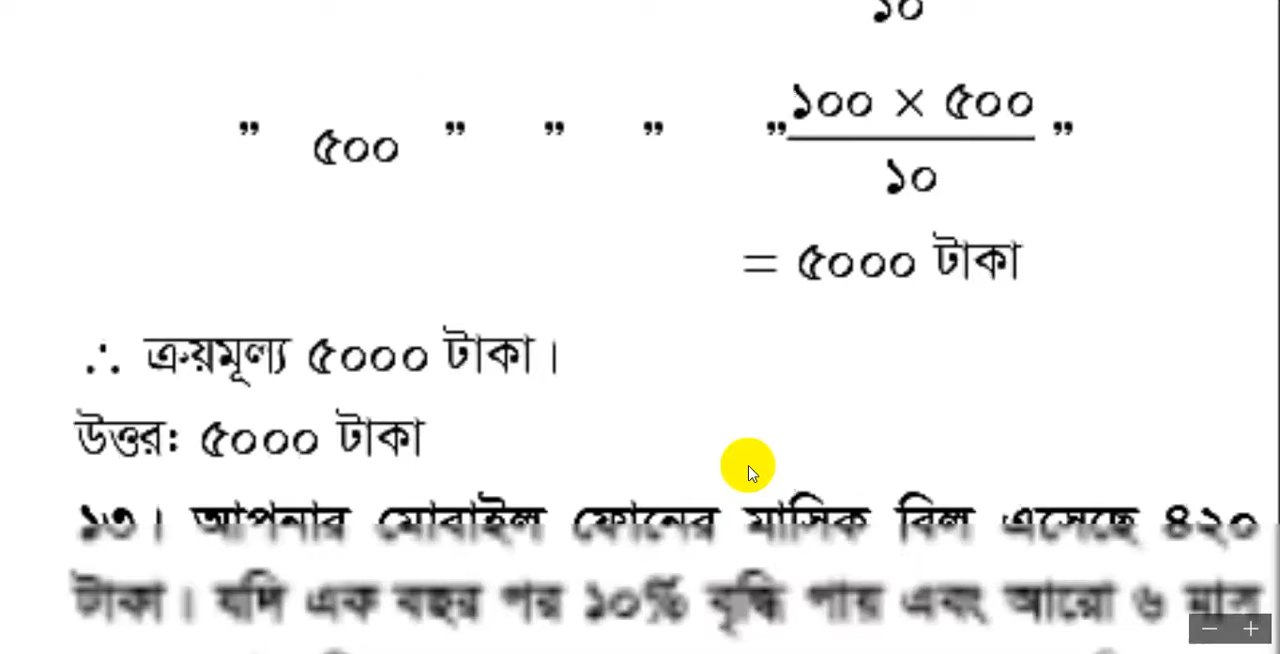 ১০
১০০ × ৫০০
" ৫০০ " " " " "
১০
= ৫০০০ টাকা
∴ ক্রয়মূল্য ৫০০০ টাকা।
উত্তরঃ ৫০০০ টাকা
১৩। আপনার মোবাইল ফোনের মাসিক বিল এসেছে ৪২০
টাকা। যদি এক বছর পর ১০% বৃদ্ধি পায় এবং আরো ৬ মাস